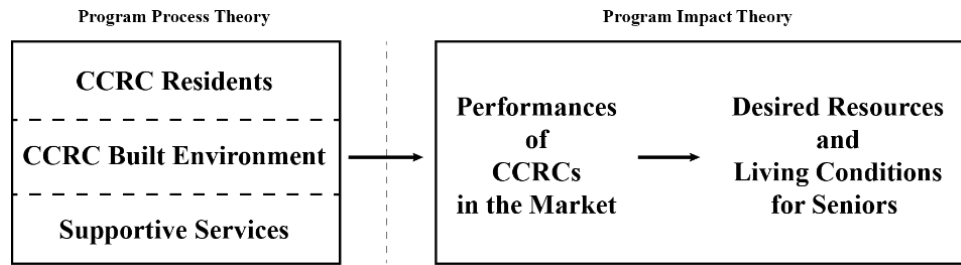 Program Process Theory
Program Impact Theory
CCRC Residents
CCRC Built Environment
Supportive Services
Performances
of
CCRCs
in the Market
Desired Resources
and
Living Conditions
for Seniors